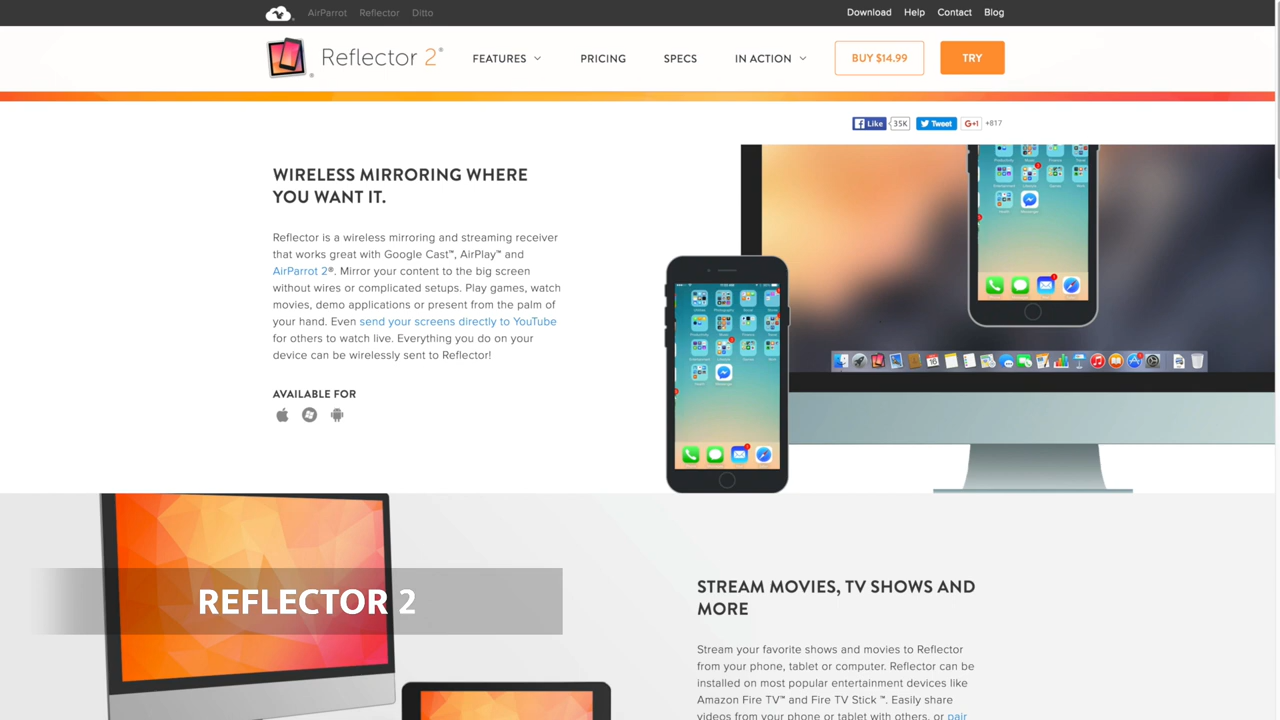 AirParrot Reflector Ditto
Download Help Contact Blog
Reflector 2®
FEATURES
PRICING
SPECS
IN ACTION
BUY $14.99
TRY
Like 35K
Tweet
G+1 +817
WIRELESS MIRRORING WHERE
YOU WANT IT.
Reflector is a wireless mirroring and streaming receiver
that works great with Google Cast™, AirPlay™ and
AirParrot 2®. Mirror your content to the big screen
without wires or complicated setups. Play games, watch
movies, demo applications or present from the palm of
your hand. Even send your screens directly to YouTube
for others to watch live. Everything you do on your
device can be wirelessly sent to Reflector!
AVAILABLE FOR
REFLECTOR 2
STREAM MOVIES, TV SHOWS AND
MORE
Stream your favorite shows and movies to Reflector
from your phone, tablet or computer. Reflector can be
installed on most popular entertainment devices like
Amazon Fire TV™ and Fire TV Stick ™. Easily share
videos from your phone or tablet with others, or pair